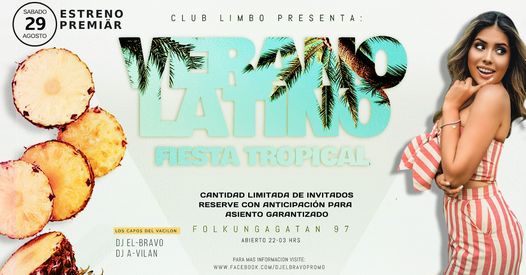 SABADO
29
AGOSTO
ESTRENO
PREMIÄR
CLUB LIMBO PRESENTA:
VERANO
LATINO
FIESTA TROPICAL
CANTIDAD LIMITADA DE INVITADOS
RESERVE CON ANTICIPACIÓN PARA
ASIENTO GARANTIZADO
FOLKUNGAGATAN 97
ABIERTO 22-03 HRS
LOS CAPOS DEL VACILON
DJ EL-BRAVO
DJ A-VILAN
PARA MAS INFORMACION VISITE:
WWW.FACEBOOK.COM/DJELBRAVOPROMO